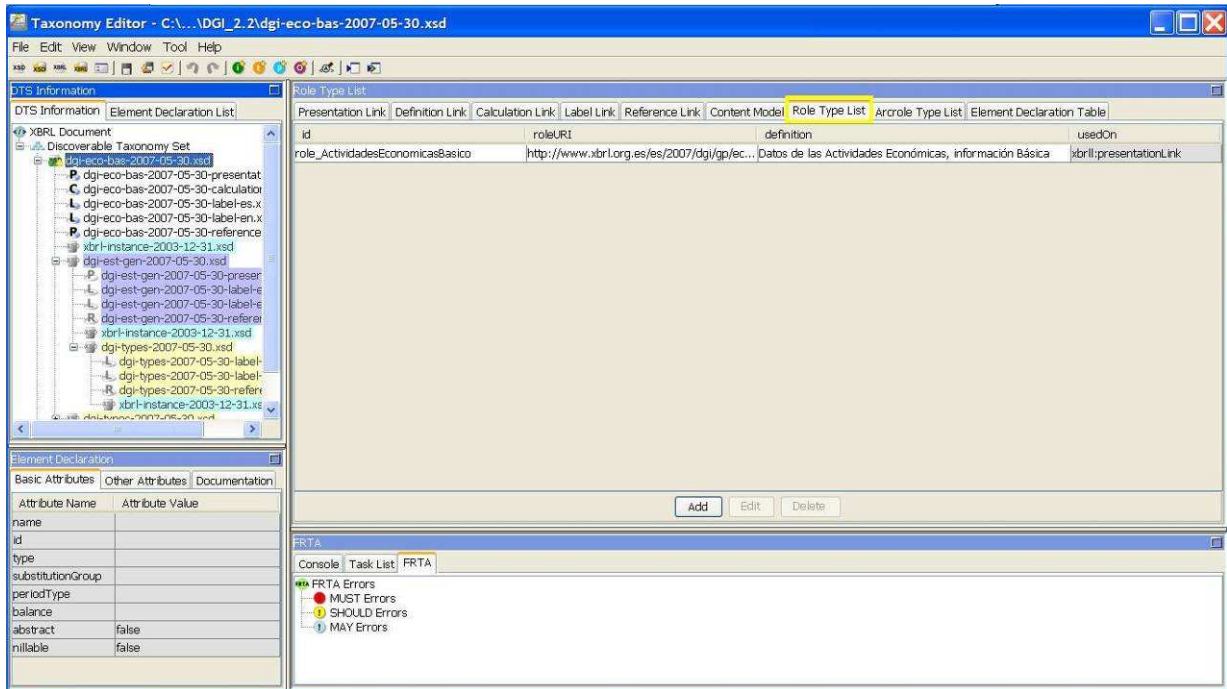 Taxonomy Editor - C:\...\DGI_2.2\dgi-eco-bas-2007-05-30.xsd
File Edit View Window Tool Help
DTS Information
DTS Information Element Declaration List
XBRL Document
Discoverable Taxonomy Set
dgi-eco-bas-2007-05-30.xsd
dgi-eco-bas-2007-05-30-presentat
dgi-eco-bas-2007-05-30-calculation
dgi-eco-bas-2007-05-30-label-es.x
dgi-eco-bas-2007-05-30-label-en.x
dgi-eco-bas-2007-05-30-reference
xbrl-instance-2003-12-31.xsd
dgi-est-gen-2007-05-30.xsd
dgi-est-gen-2007-05-30-presen
dgi-est-gen-2007-05-30-label-e
dgi-est-gen-2007-05-30-label-e
dgi-est-gen-2007-05-30-referen
xbrl-instance-2003-12-31.xsd
dgi-types-2007-05-30.xsd
dgi-types-2007-05-30-label-
dgi-types-2007-05-30-label-
dgi-types-2007-05-30-refere
xbrl-instance-2003-12-31.xs
dgi-types-2007-05-30.xsd
Role Type List
Presentation Link Definition Link Calculation Link Label Link Reference Link Content Model Role Type List Arcrole Type List Element Declaration Table
id roleURI definition usedOn
role_ActividadesEconomicasBasico http://www.xbrl.org.es/es/2007/dgi/gp/ec... Datos de las Actividades Económicas, información Básica xbrll:presentationLink
Add Edit Delete
Element Declaration
Basic Attributes Other Attributes Documentation
Attribute Name Attribute Value
name
id
type
substitutionGroup
periodType
balance
abstract false
nillable false
FRTA
Console Task List FRTA
FRTA Errors
MUST Errors
SHOULD Errors
MAY Errors